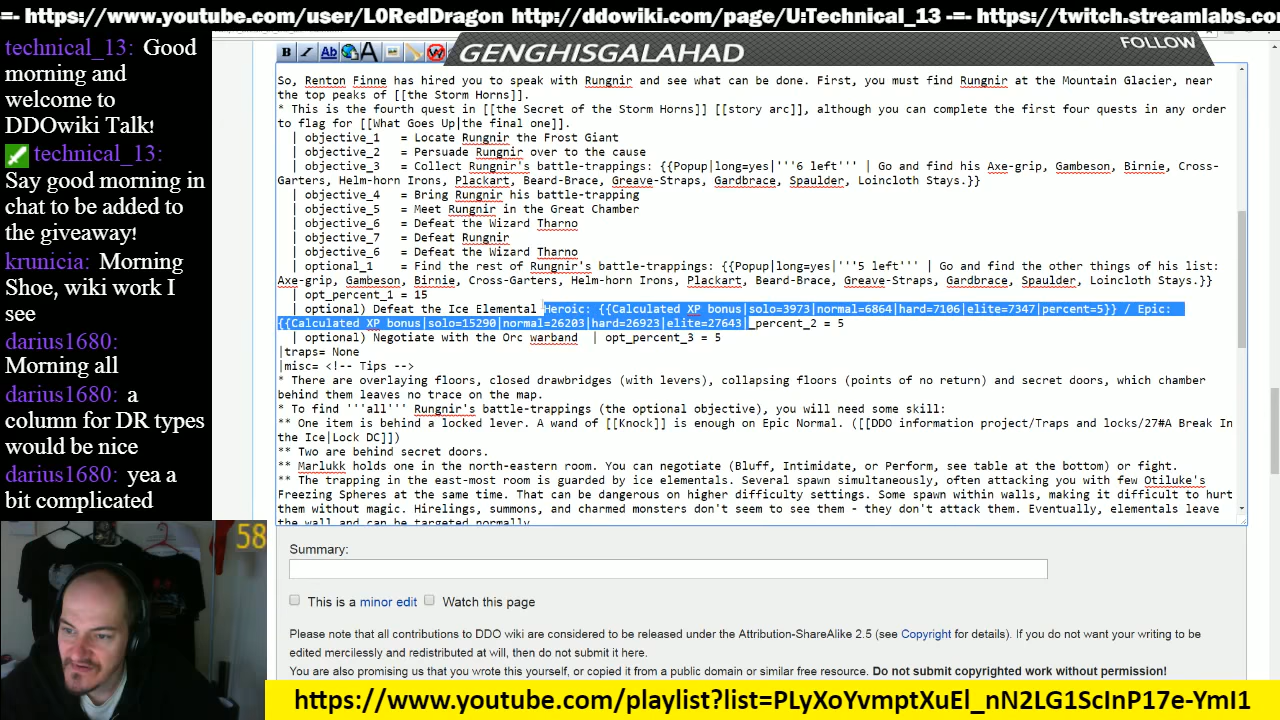 =- https://www.youtube.com/user/L0RedDragon http://ddowiki.com/page/U:Technical_13 -=- https://twitch.streamlabs.co
technical_13: Good
morning and
welcome to
DDOwiki Talk!
technical_13:
Say good morning in
chat to be added to
the giveaway!
krunicia: Morning
Shoe, wiki work I
see
darius1680:
Morning all
darius1680: a
column for DR types
would be nice
darius1680: yea a
bit complicated
58
GENGHISGALAHAD
FOLLOW
B I Ab A W
So, Renton Finne has hired you to speak with Rungnir and see what can be done. First, you must find Rungnir at the Mountain Glacier, near
the top peaks of [[the Storm Horns]].
* This is the fourth quest in [[the Secret of the Storm Horns]] [[story arc]], although you can complete the first four quests in any order
to flag for [[What Goes Up|the final one]].
| objective_1 = Locate Rungnir the Frost Giant
| objective_2 = Persuade Rungnir over to the cause
| objective_3 = Collect Rungnir's battle-trappings: {{Popup|long=yes|'''6 left''' | Go and find his Axe-grip, Gambeson, Birnie, Cross-
Garters, Helm-horn Irons, Plackart, Beard-Brace, Greave-Straps, Gardbrace, Spaulder, Loincloth Stays.}}
| objective_4 = Bring Rungnir his battle-trapping
| objective_5 = Meet Rungnir in the Great Chamber
| objective_6 = Defeat the Wizard Tharno
| objective_7 = Defeat Rungnir
| objective_6 = Defeat the Wizard Tharno
| optional_1 = Find the rest of Rungnir's battle-trappings: {{Popup|long=yes|'''5 left''' | Go and find the other things of his list:
Axe-grip, Gambeson, Birnie, Cross-Garters, Helm-horn Irons, Plackart, Beard-Brace, Greave-Straps, Gardbrace, Spaulder, Loincloth Stays.}}
| opt_percent_1 = 15
| optional) Defeat the Ice Elemental Heroic: {{Calculated XP bonus|solo=3973|normal=6864|hard=7106|elite=7347|percent=5}} / Epic:
{{Calculated XP bonus|solo=15290|normal=26203|hard=26923|elite=27643|_percent_2 = 5
| optional) Negotiate with the Orc warband | opt_percent_3 = 5
|traps= None
|misc= <!-- Tips -->
* There are overlaying floors, closed drawbridges (with levers), collapsing floors (points of no return) and secret doors, which chamber
behind them leaves no trace on the map.
* To find '''all''' Rungnir's battle-trappings (the optional objective), you will need some skill:
** One item is behind a locked lever. A wand of [[Knock]] is enough on Epic Normal. ([[DDO information project/Traps and locks/27#A Break In
the Ice|Lock DC]])
** Two are behind secret doors.
** Marlukk holds one in the north-eastern room. You can negotiate (Bluff, Intimidate, or Perform, see table at the bottom) or fight.
** The trapping in the east-most room is guarded by ice elementals. Several spawn simultaneously, often attacking you with few Otiluke's
Freezing Spheres at the same time. That can be dangerous on higher difficulty settings. Some spawn within walls, making it difficult to hurt
them without magic. Hirelings, summons, and charmed monsters don't seem to see them - they don't attack them. Eventually, elementals leave
the wall and can be targeted normally.
Summary:
This is a minor edit Watch this page
Please note that all contributions to DDO wiki are considered to be released under the Attribution-ShareAlike 2.5 (see Copyright for details). If you do not want your writing to be
edited mercilessly and redistributed at will, then do not submit it here.
You are also promising us that you wrote this yourself, or copied it from a public domain or similar free resource. Do not submit copyrighted work without permission!
https://www.youtube.com/playlist?list=PLyXoYvmptXuEl_nN2LG1ScInP17e-YmI1